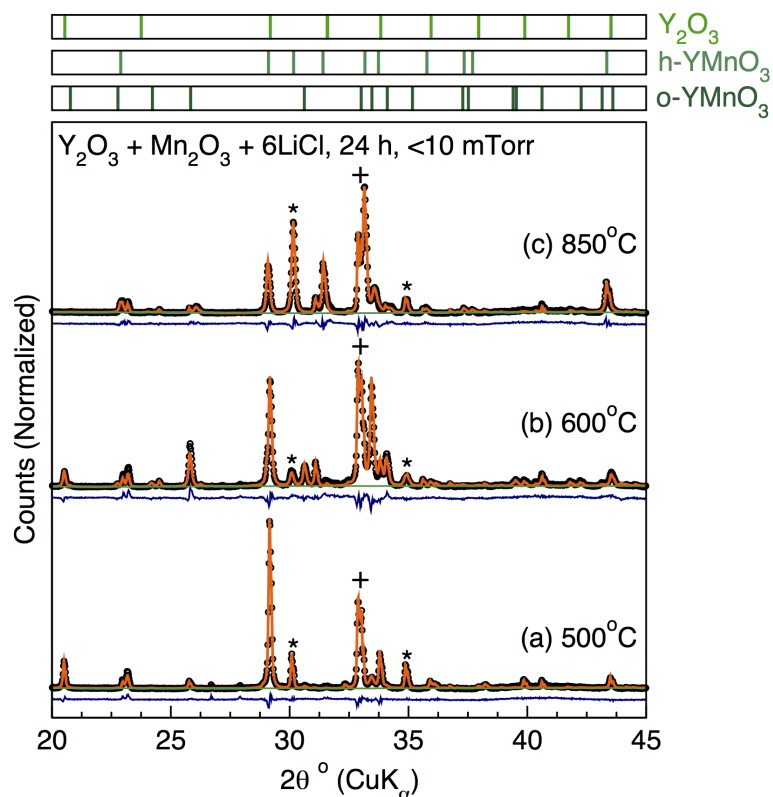 Y₂O₃
h-YMnO₃
o-YMnO₃
Y₂O₃ + Mn₂O₃ + 6LiCl, 24 h, <10 mTorr
+
*
(c) 850°C
*
+
(b) 600°C
*
*
+
(a) 500°C
*
*
Counts (Normalized)
20 25 30 35 40 45
2θ ° (CuKα)